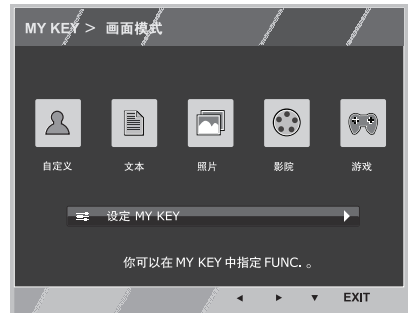 MY KEY > 画面模式
自定义 文本 照片 影院 游戏
设定 MY KEY
你可以在 MY KEY 中指定 FUNC. 。
EXIT